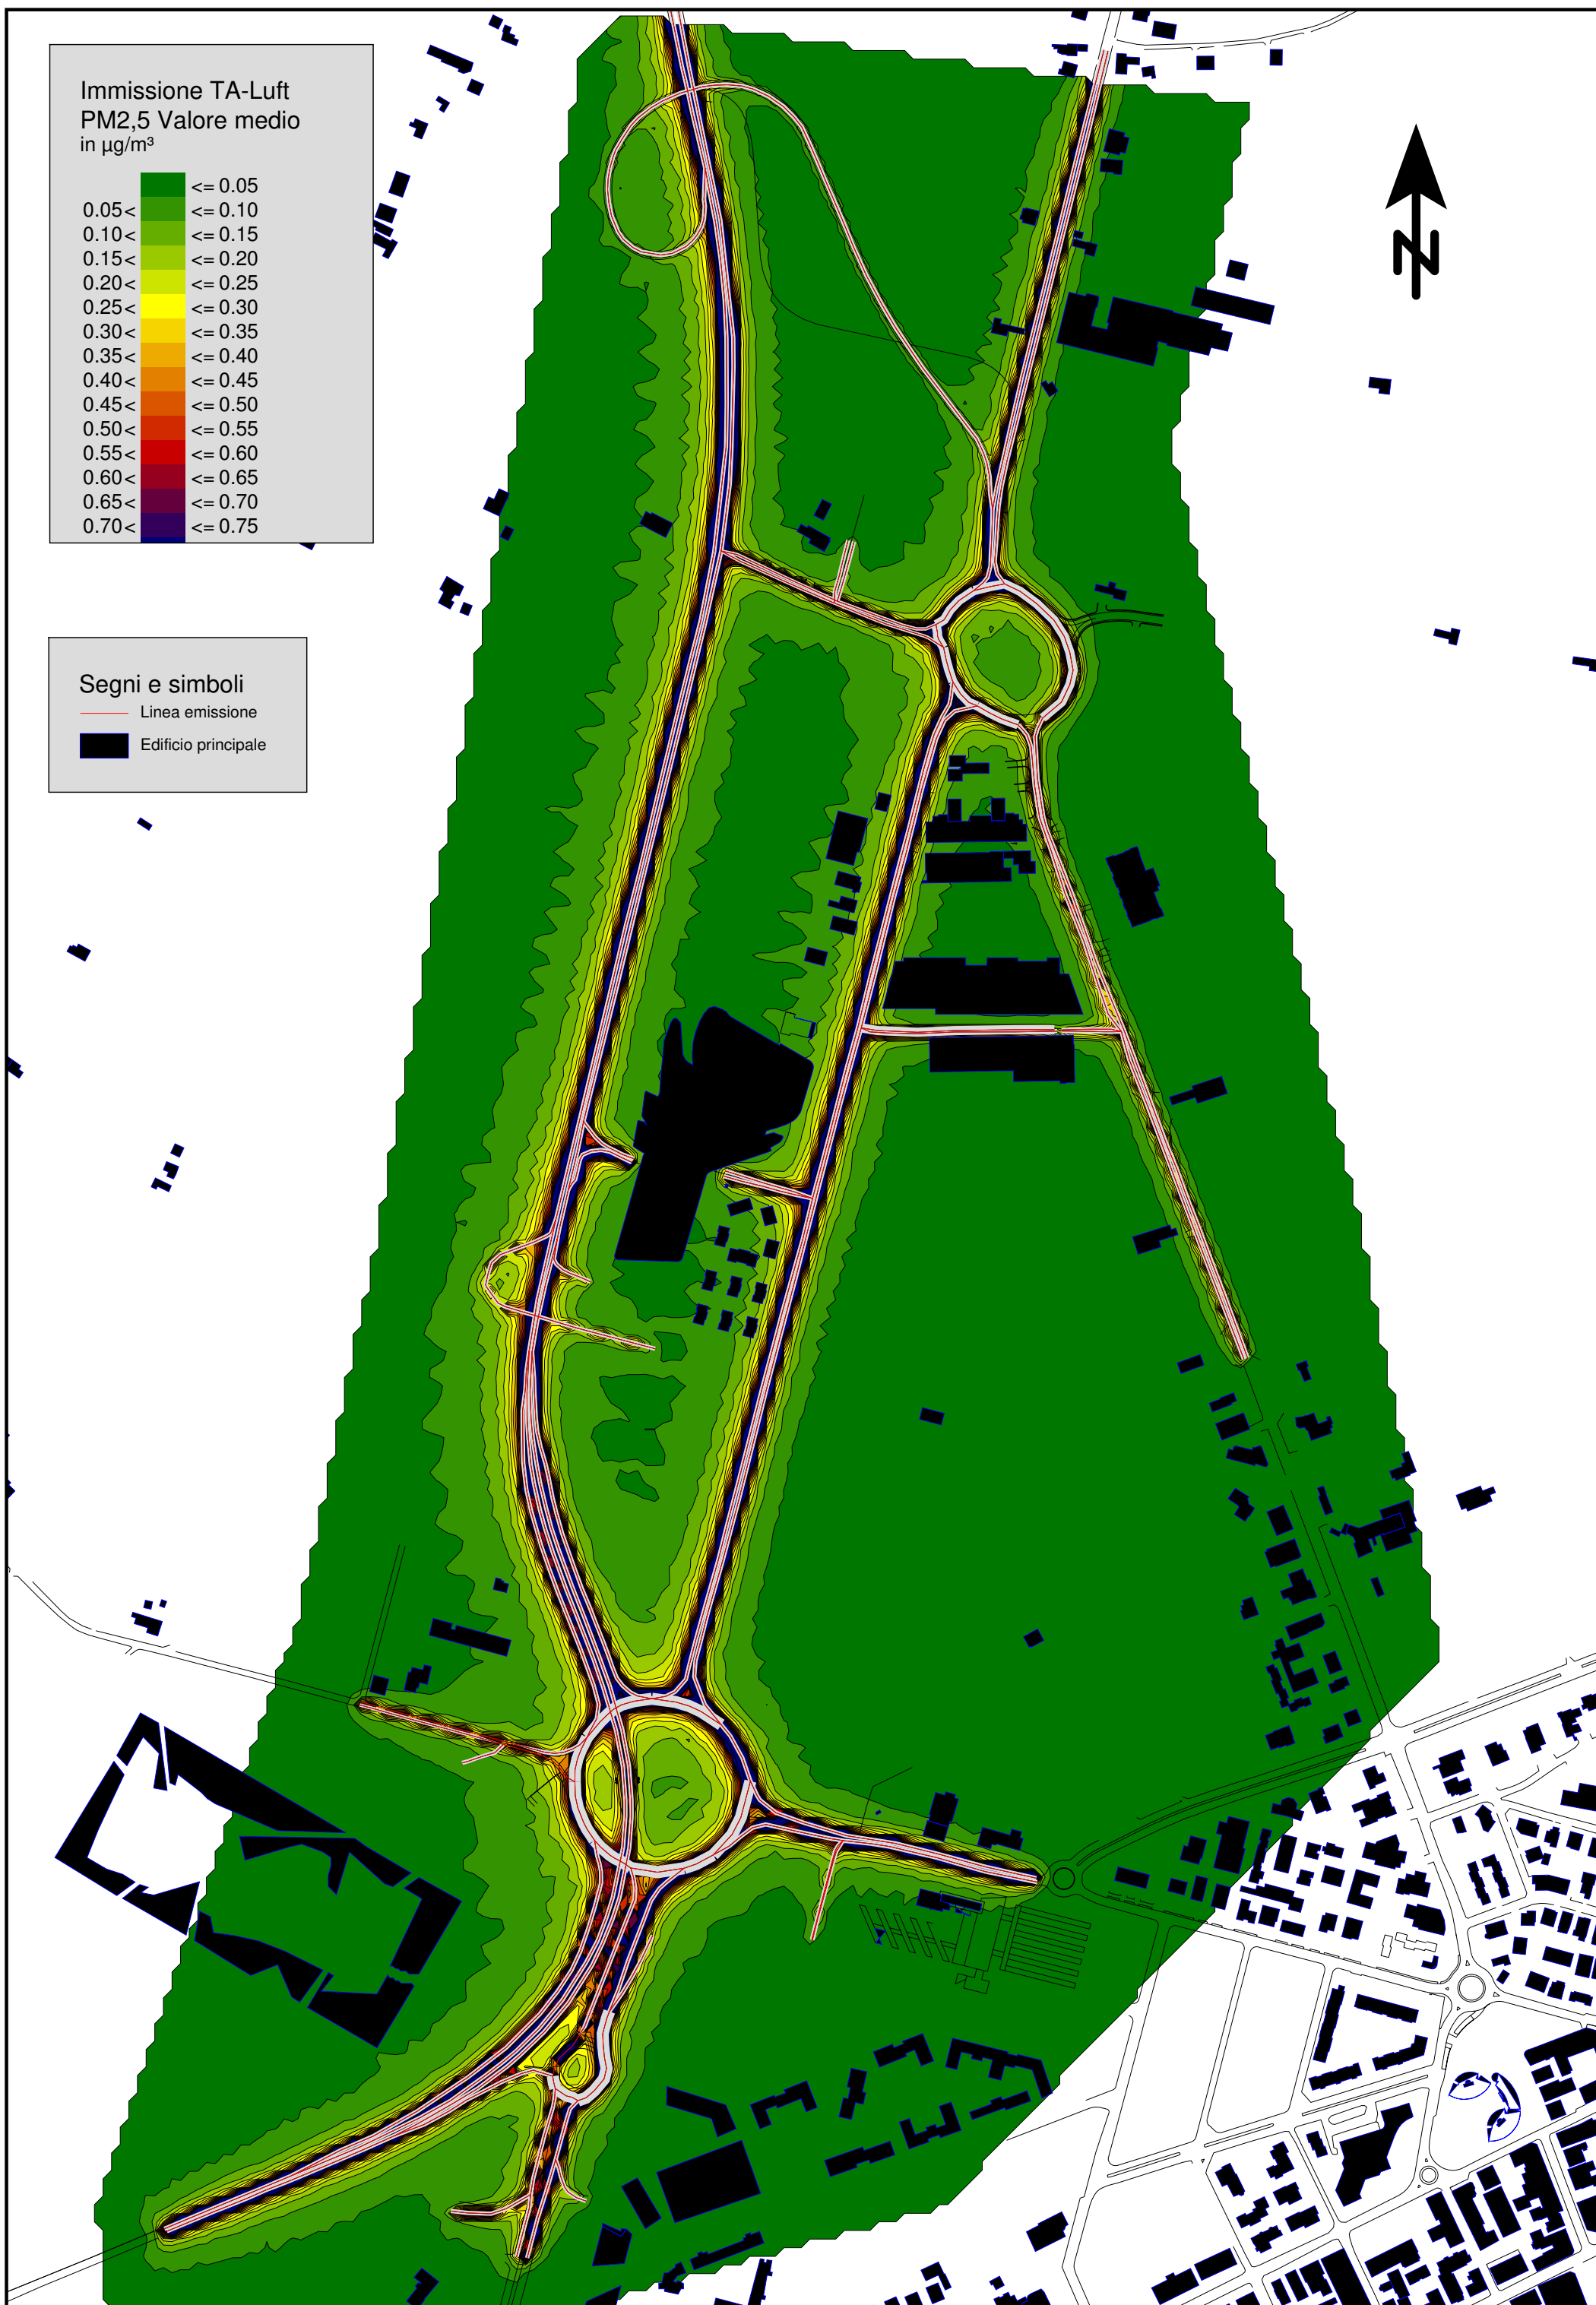 Immissione TA-Luft
PM2,5 Valore medio
in µg/m³
<= 0.05
0.05< <= 0.10
0.10< <= 0.15
0.15< <= 0.20
0.20< <= 0.25
0.25< <= 0.30
0.30< <= 0.35
0.35< <= 0.40
0.40< <= 0.45
0.45< <= 0.50
0.50< <= 0.55
0.55< <= 0.60
0.60< <= 0.65
0.65< <= 0.70
0.70< <= 0.75
N
Segni e simboli
Linea emissione
Edificio principale